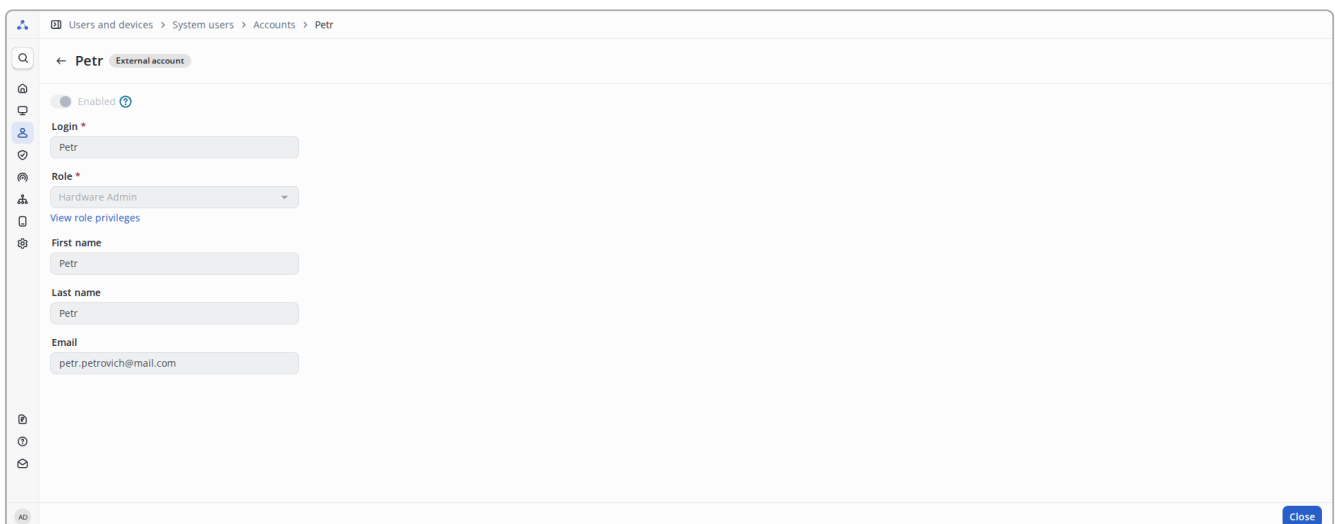 Users and devices > System users > Accounts > Petr
← Petr External account
Enabled ?
Login *
Petr
Role *
Hardware Admin
View role privileges
First name
Petr
Last name
Petr
Email
petr.petrovich@mail.com
AD
Close